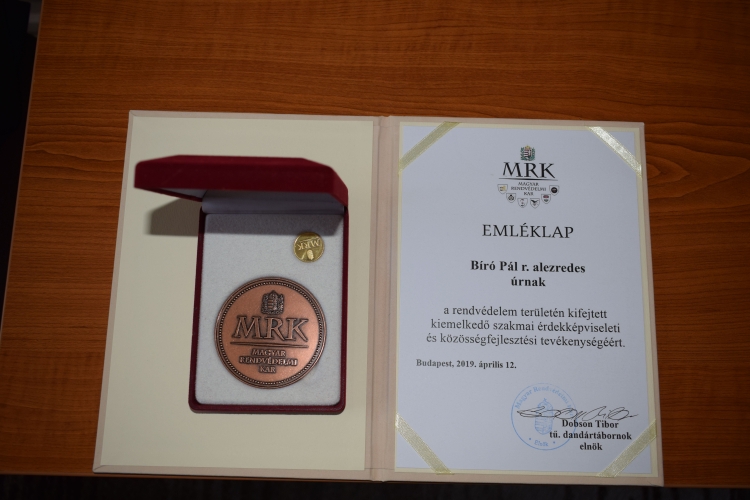 MRK
MRK
MAGYAR
RENDVÉDELMI
KAR
MRK
MAGYAR
RENDVÉDELMI
KAR
EMLÉKLAP
Bíró Pál r. alezredes
úrnak
a rendvédelem területén kifejtett
kiemelkedő szakmai érdekképviseleti
és közösségfejlesztési tevékenységéért.
Budapest, 2019. április 12.
Dobson Tibor
tű. dandártábornok
elnök